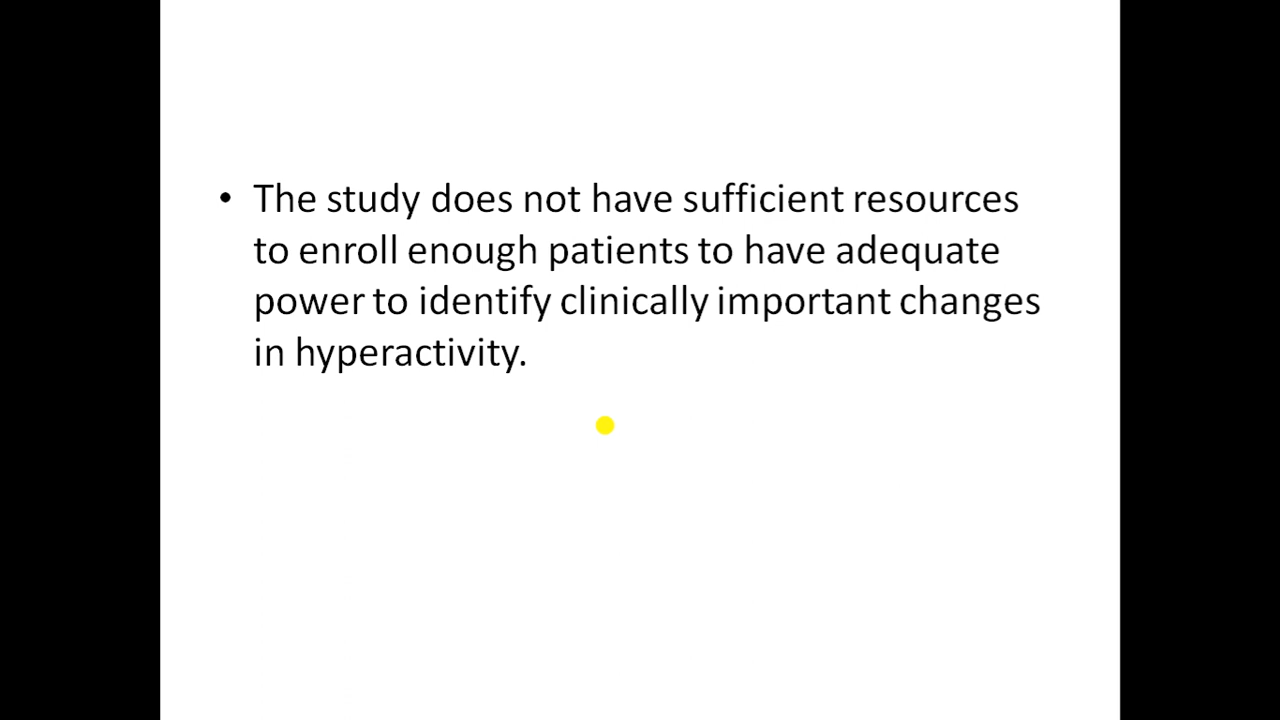 • The study does not have sufficient resources
to enroll enough patients to have adequate
power to identify clinically important changes
in hyperactivity.